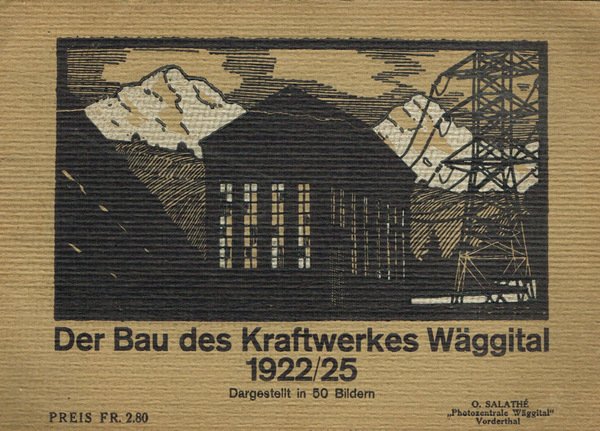 Der Bau des Kraftwerkes Wäggital
1922/25
Dargestellt in 50 Bildern
PREIS FR. 2.80
O. SALATHÉ
„Photozentrale Wäggital“
Vorderthal